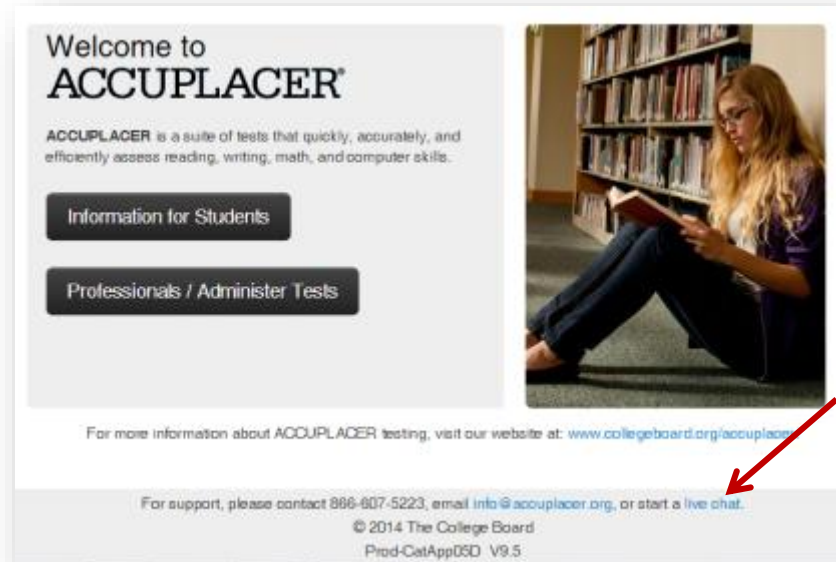 Welcome to
ACCUPLACER®
ACCUPLACER is a suite of tests that quickly, accurately, and
efficiently assess reading, writing, math, and computer skills.
Information for Students
Professionals / Administer Tests
For more information about ACCUPLACER testing, visit our website at: www.collegeboard.org/accuplacer
For support, please contact 866-607-5223, email info@accuplacer.org, or start a live chat.
© 2014 The College Board
Prod-CatApp05D V9.5